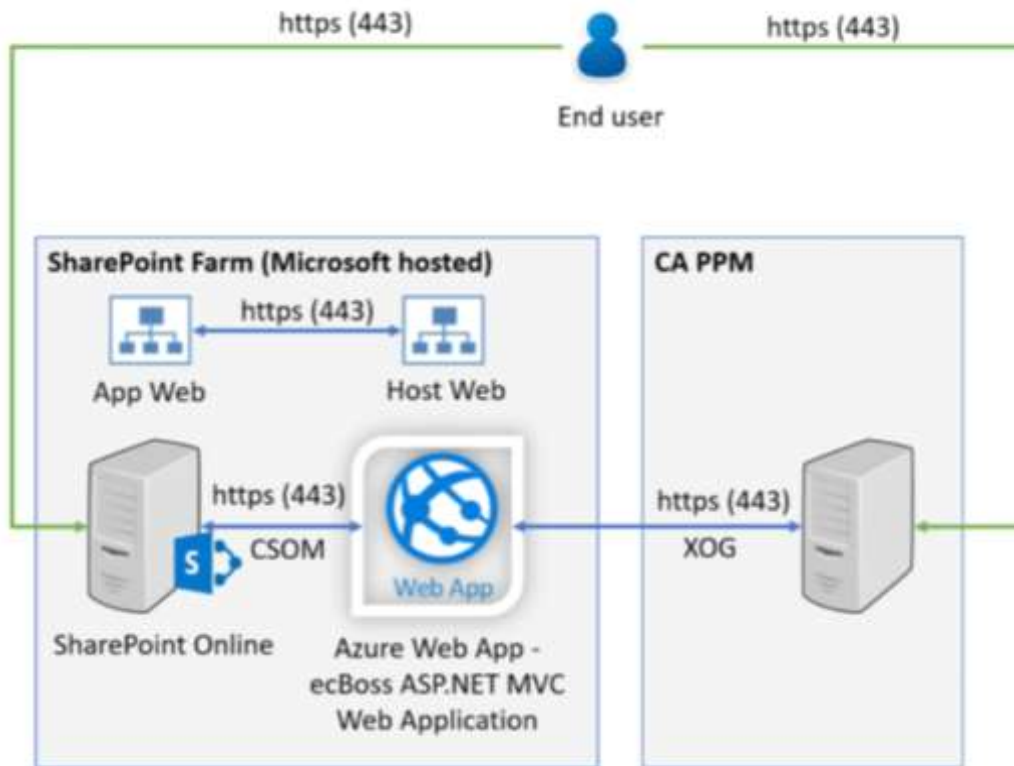 https (443)
https (443)
End user
SharePoint Farm (Microsoft hosted)
CA PPM
https (443)
App Web
Host Web
https (443)
CSOM
https (443)
XOG
S
Web App
SharePoint Online
Azure Web App -
ecBoss ASP.NET MVC
Web Application